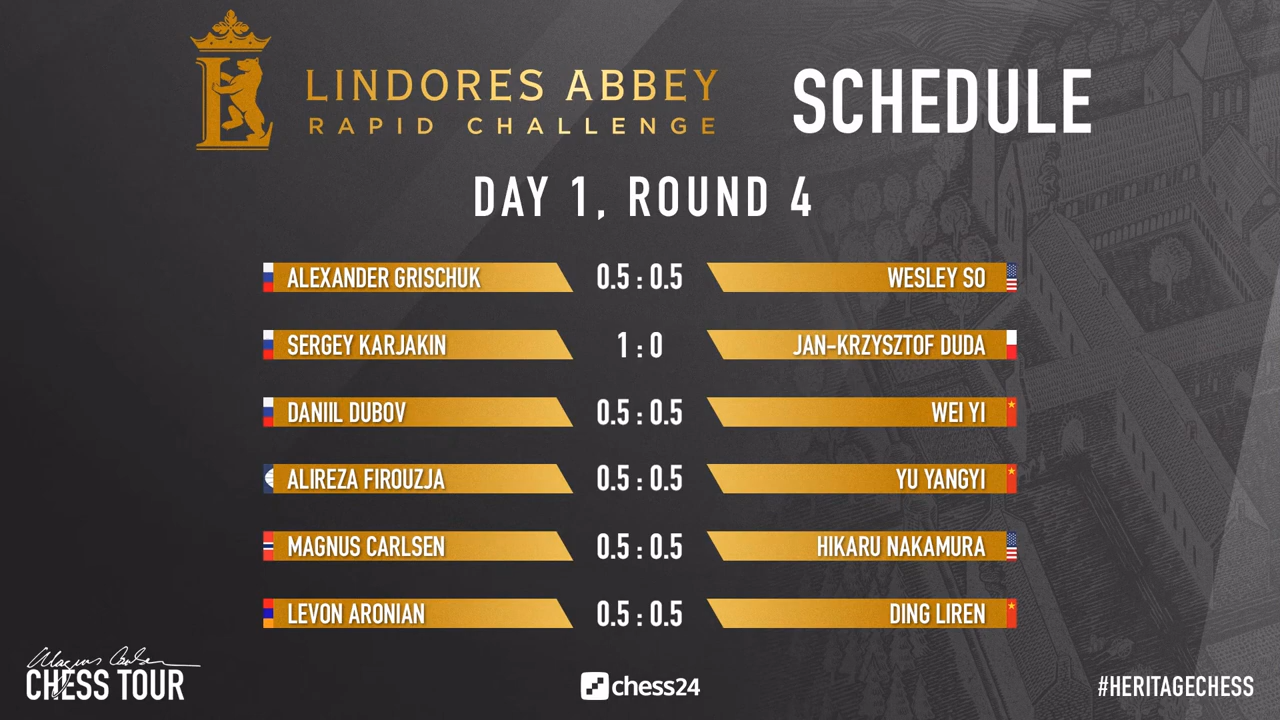 LINDORES ABBEY
RAPID CHALLENGE
SCHEDULE
DAY 1, ROUND 4
ALEXANDER GRISCHUK 0.5 : 0.5 WESLEY SO
SERGEY KARJAKIN 1 : 0 JAN-KRZYSZTOF DUDA
DANIIL DUBOV 0.5 : 0.5 WEI YI
ALIREZA FIROUZJA 0.5 : 0.5 YU YANGYI
MAGNUS CARLSEN 0.5 : 0.5 HIKARU NAKAMURA
LEVON ARONIAN 0.5 : 0.5 DING LIREN
Magnus Carlsen
CHESS TOUR
chess24
#HERITAGECHESS